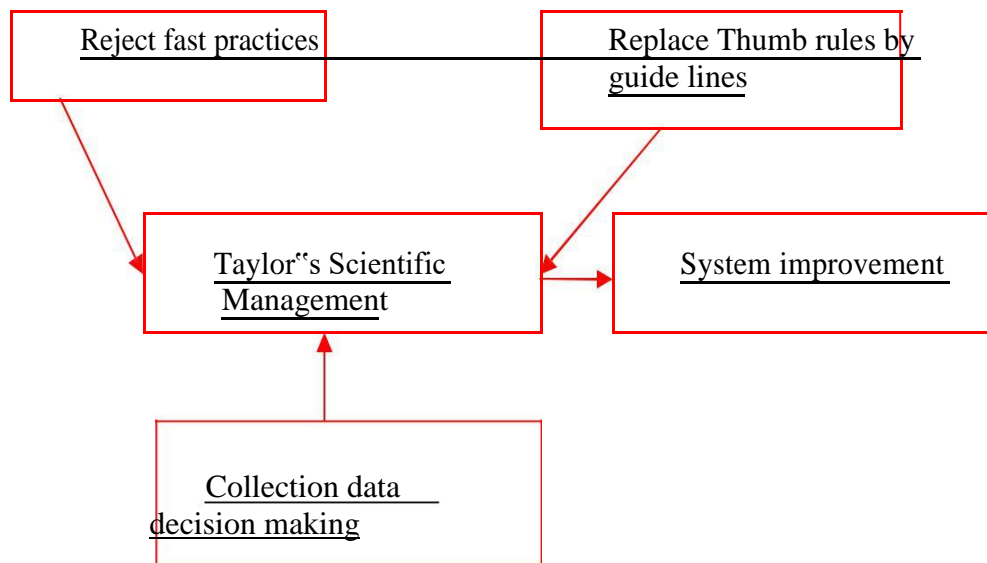 Reject fast practices
Replace Thumb rules by
guide lines
Taylor‟s Scientific
Management
System improvement
Collection data
decision making